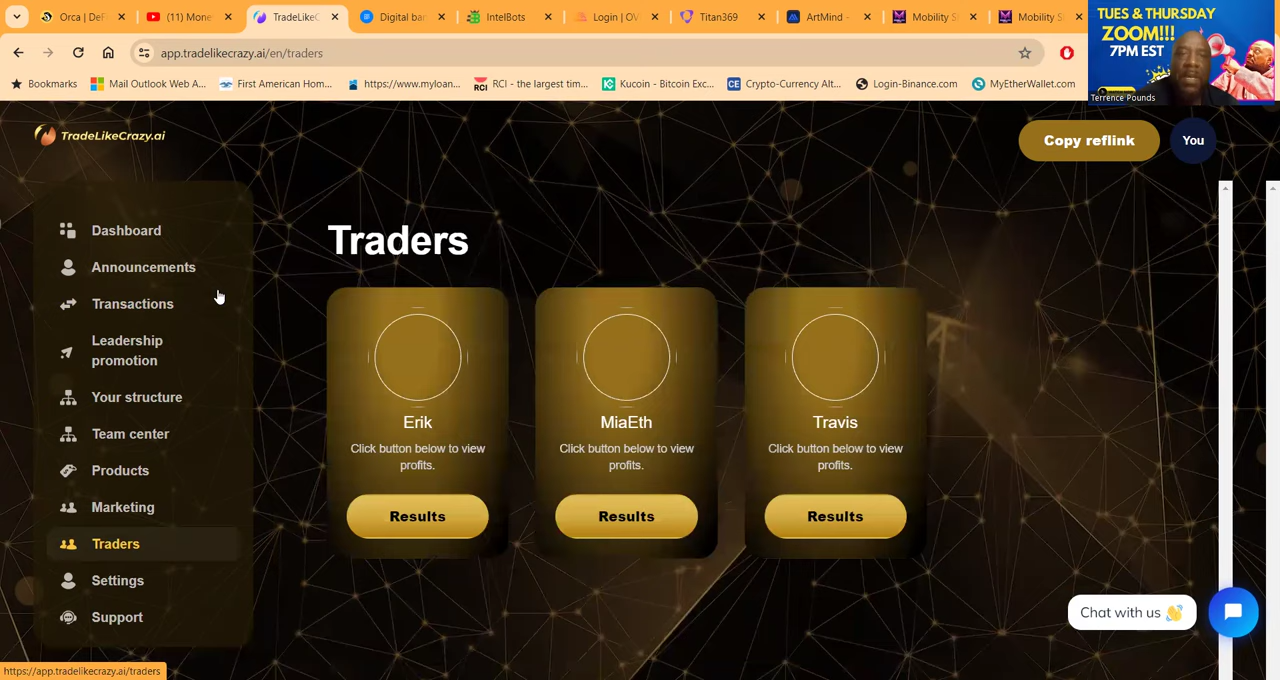 Orca | DeF
(11) Mone
TradeLikeC
Digital bar
IntelBots
Login | OV
Titan369
ArtMind -
Mobility S
Mobility S
app.tradelikecrazy.ai/en/traders
Bookmarks
Mail Outlook Web A...
First American Hom...
https://www.myloan...
RCI
RCI - the largest tim...
Kucoin - Bitcoin Exc...
CE
Crypto-Currency Alt...
Login-Binance.com
MyEtherWallet.com
TUES & THURSDAY
ZOOM!!!
7PM EST
Terrence Pounds
TradeLikeCrazy.ai
Copy reflink
You
Dashboard
Announcements
Transactions
Leadership
promotion
Your structure
Team center
Products
Marketing
Traders
Settings
Support
Traders
Erik
Click button below to view
profits.
Results
MiaEth
Click button below to view
profits.
Results
Travis
Click button below to view
profits.
Results
Chat with us 👋
https://app.tradelikecrazy.ai/traders